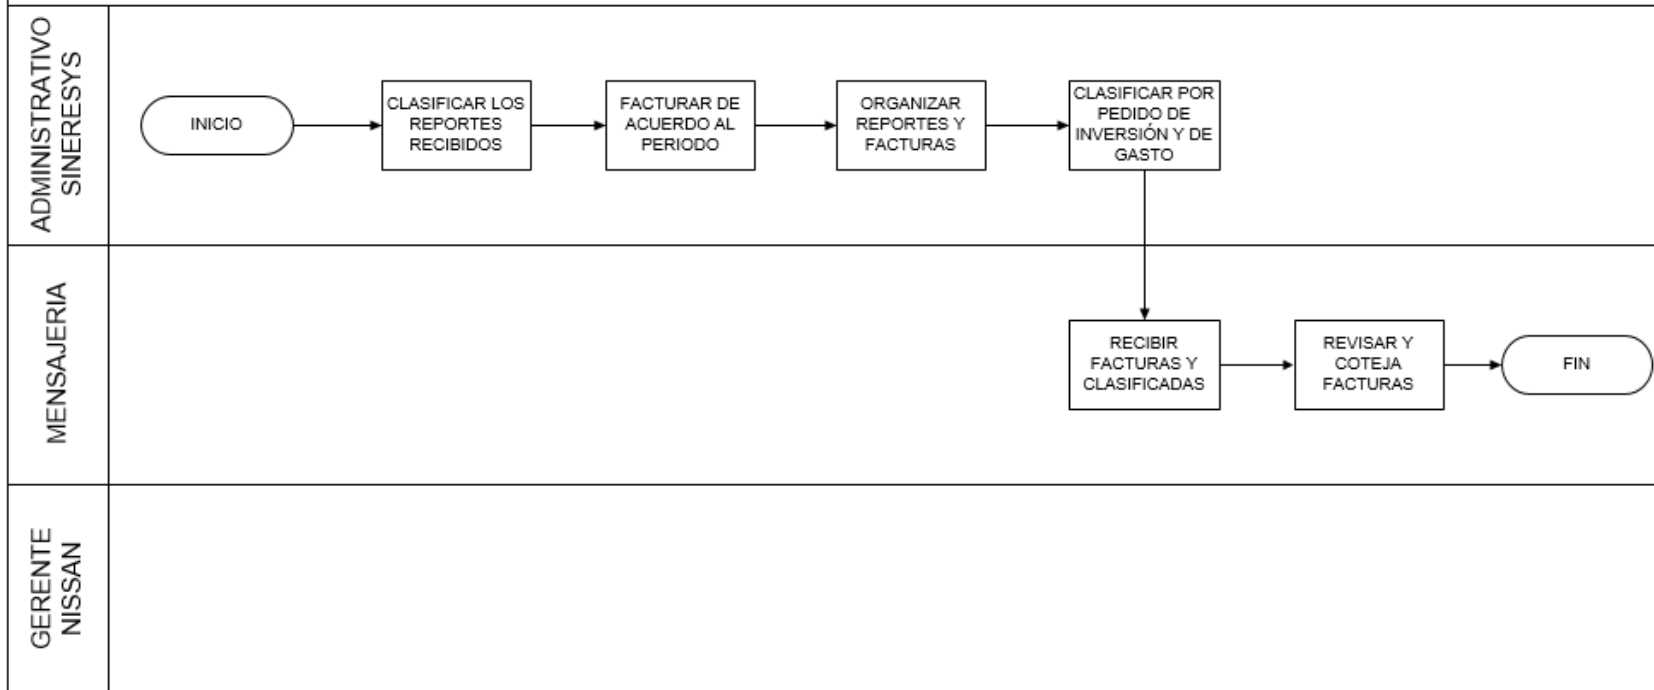 ADMINISTRATIVO
SINERESYS
INICIO
CLASIFICAR LOS
REPORTES
RECIBIDOS
FACTURAR DE
ACUERDO AL
PERIODO
ORGANIZAR
REPORTES Y
FACTURAS
CLASIFICAR POR
PEDIDO DE
INVERSIÓN Y DE
GASTO
MENSAJERIA
RECIBIR
FACTURAS Y
CLASIFICADAS
REVISAR Y
COTEJA
FACTURAS
FIN
GERENTE
NISSAN